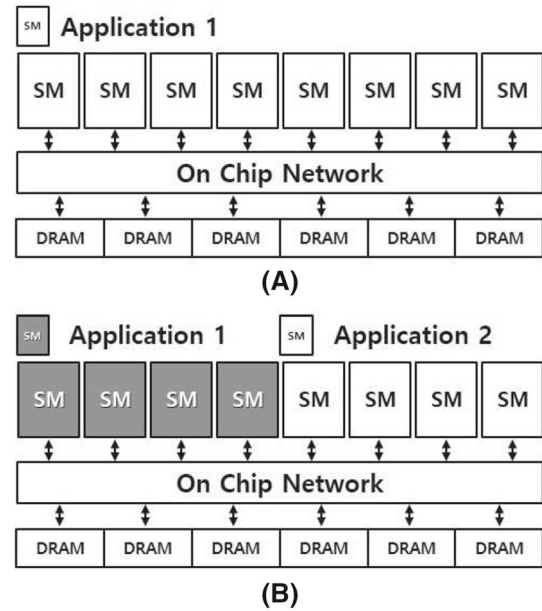 SM Application 1
SM SM SM SM SM SM SM SM
On Chip Network
DRAM DRAM DRAM DRAM DRAM DRAM
(A)
SM Application 1 SM Application 2
SM SM SM SM SM SM SM SM
On Chip Network
DRAM DRAM DRAM DRAM DRAM DRAM
(B)